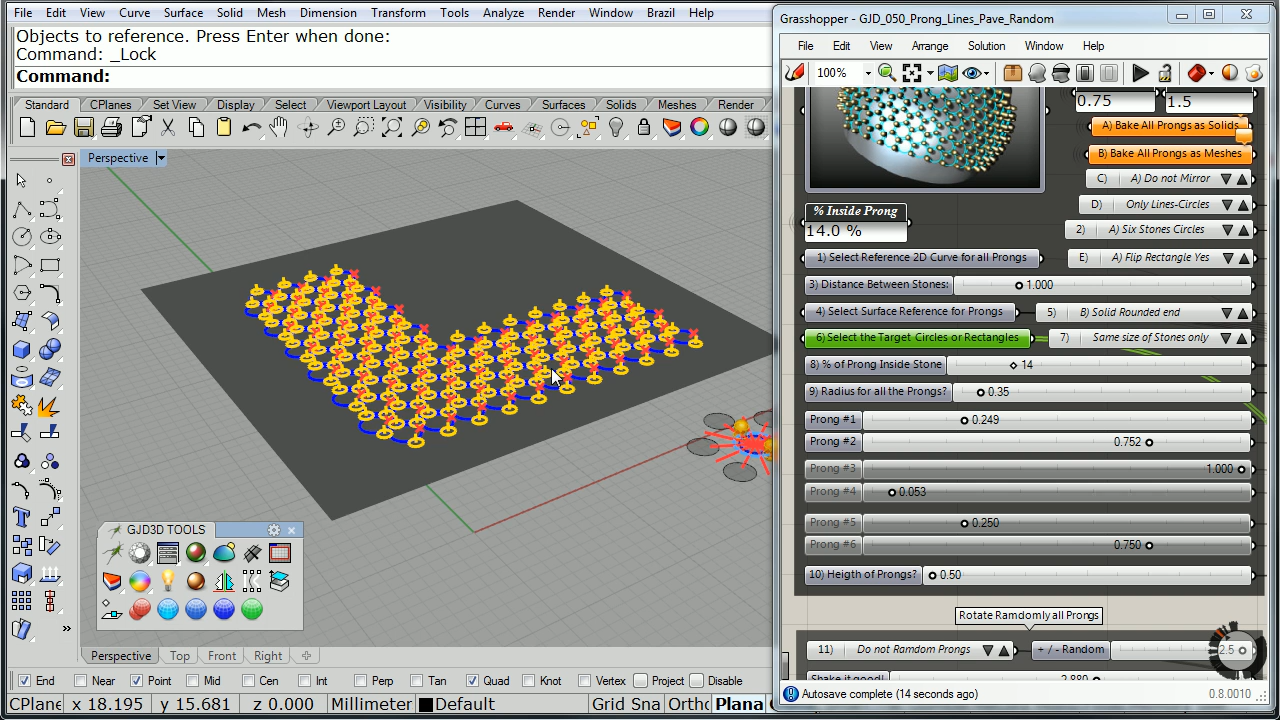 File Edit View Curve Surface Solid Mesh Dimension Transform Tools Analyze Render Window Brazil Help
Objects to reference. Press Enter when done:
Command: _Lock
Command:
Standard CPlanes Set View Display Select Viewport Layout Visibility Curves Surfaces Solids Meshes Render
Perspective
GJD3D TOOLS
Perspective Top Front Right
End Near Point Mid Cen Int Perp Tan Quad Knot Vertex Project Disable
CPlane x 18.195 y 15.681 z 0.000 Millimeter Default Grid Sna Ortho Plana
Grasshopper - GJD_050_Prong_Lines_Pave_Random
File Edit View Arrange Solution Window Help
100%
0.75 1.5
A) Bake All Prongs as Solids
B) Bake All Prongs as Meshes
C) A) Do not Mirror
% Inside Prong
D) Only Lines-Circles
14.0 %
2) A) Six Stones Circles
1) Select Reference 2D Curve for all Prongs
E) A) Flip Rectangle Yes
3) Distance Between Stones: 1.000
4) Select Surface Reference for Prongs
5) B) Solid Rounded end
6)Select the Target Circles or Rectangles
7) Same size of Stones only
8) % of Prong Inside Stone 14
9) Radius for all the Prongs? 0.35
Prong #1 0.249
Prong #2 0.752
Prong #3 1.000
Prong #4 0.053
Prong #5 0.250
Prong #6 0.750
10) Heigth of Prongs? 0.50
Rotate Ramdomly all Prongs
11) Do not Ramdom Prongs + / - Random 2.5
Shake it good! 2.880
Autosave complete (14 seconds ago) 0.8.0010